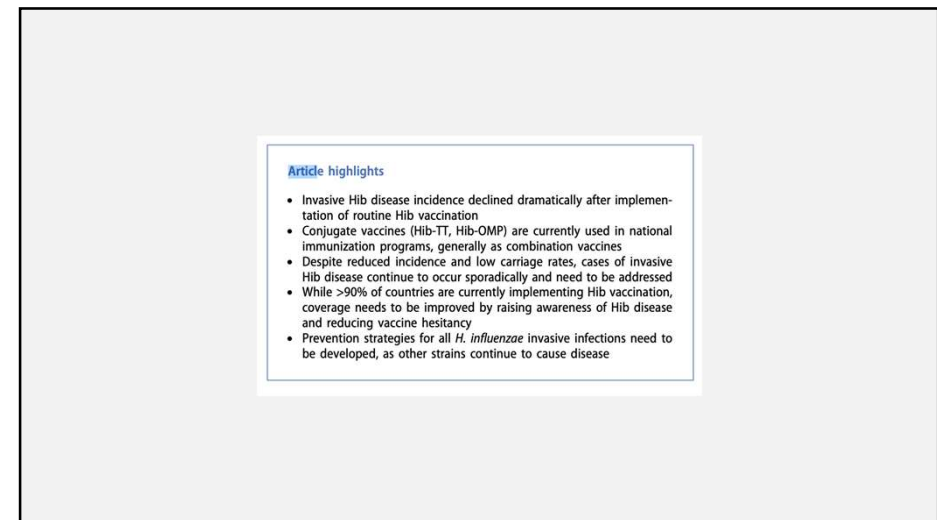 Article highlights
• Invasive Hib disease incidence declined dramatically after implemen-
tation of routine Hib vaccination
• Conjugate vaccines (Hib-TT, Hib-OMP) are currently used in national
immunization programs, generally as combination vaccines
• Despite reduced incidence and low carriage rates, cases of invasive
Hib disease continue to occur sporadically and need to be addressed
• While >90% of countries are currently implementing Hib vaccination,
coverage needs to be improved by raising awareness of Hib disease
and reducing vaccine hesitancy
• Prevention strategies for all H. influenzae invasive infections need to
be developed, as other strains continue to cause disease